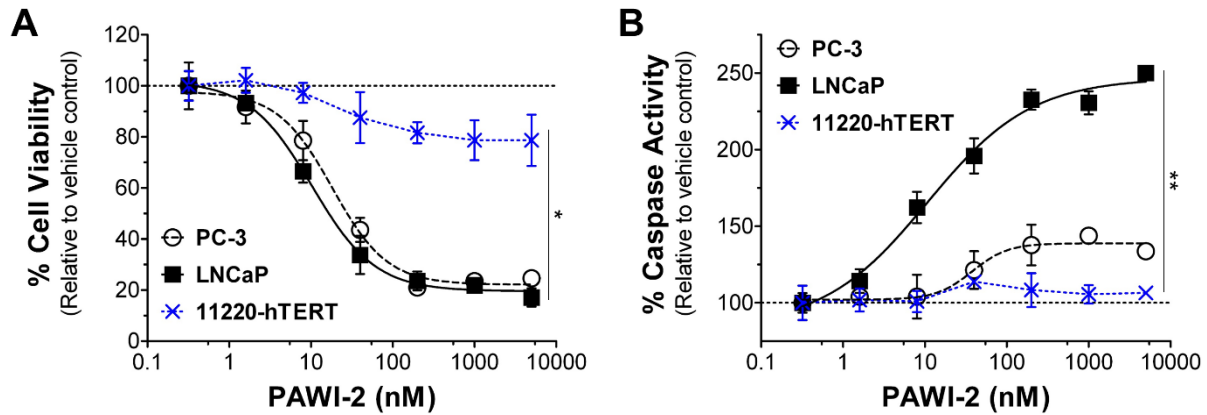 A
% Cell Viability
(Relative to vehicle control)
120
100
80
60
40
20
0
PC-3
LNCaP
11220-hTERT
*
0.1
1
10
100
1000
10000
PAWI-2 (nM)
B
% Caspase Activity
(Relative to vehicle control)
250
200
150
100
PC-3
LNCaP
11220-hTERT
**
0.1
1
10
100
1000
10000
PAWI-2 (nM)